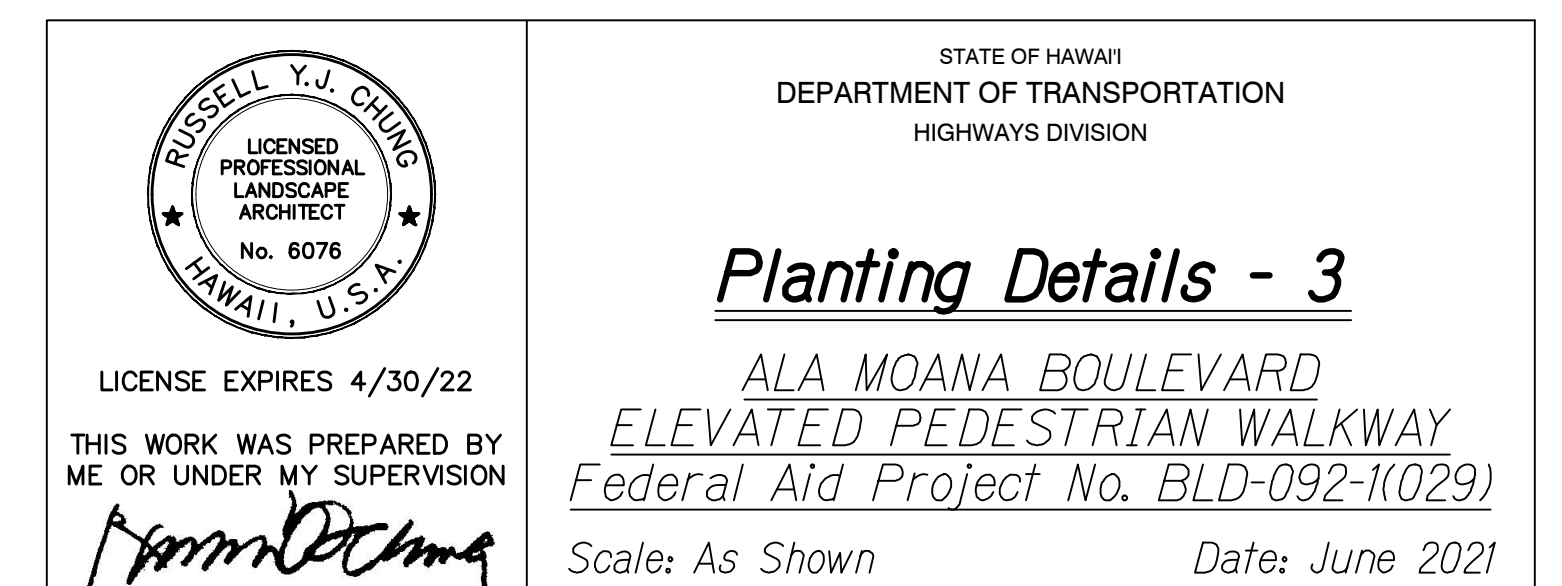 RUSSELL Y.J. CHUNG
LICENSED
PROFESSIONAL
LANDSCAPE
ARCHITECT
No. 6076
HAWAII, U.S.A.
LICENSE EXPIRES 4/30/22
THIS WORK WAS PREPARED BY
ME OR UNDER MY SUPERVISION
STATE OF HAWAI'I
DEPARTMENT OF TRANSPORTATION
HIGHWAYS DIVISION
Planting Details - 3
ALA MOANA BOULEVARD
ELEVATED PEDESTRIAN WALKWAY
Federal Aid Project No. BLD-092-1(029)
Scale: As Shown Date: June 2021